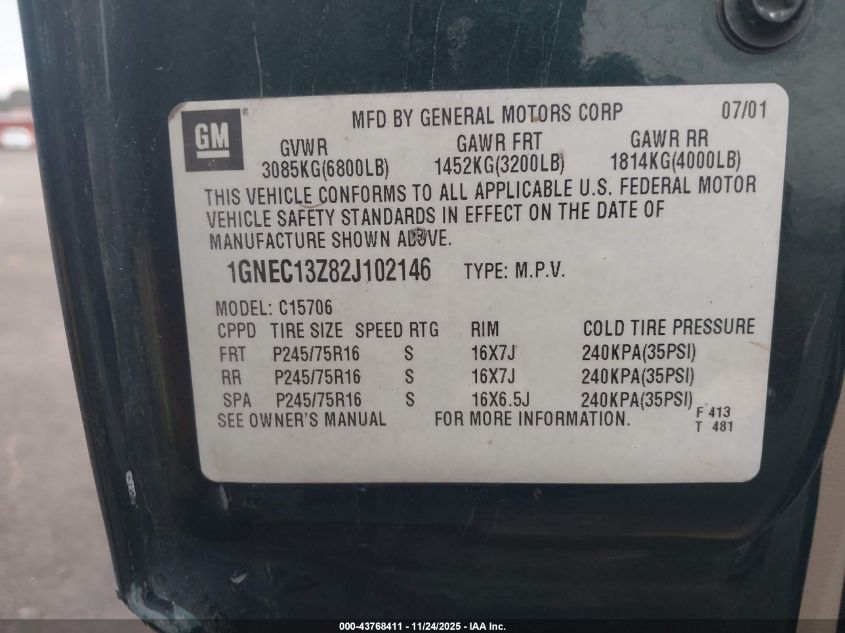 GM ®
MFD BY GENERAL MOTORS CORP 07/01
GVWR GAWR FRT GAWR RR
3085KG(6800LB) 1452KG(3200LB) 1814KG(4000LB)
THIS VEHICLE CONFORMS TO ALL APPLICABLE U.S. FEDERAL MOTOR
VEHICLE SAFETY STANDARDS IN EFFECT ON THE DATE OF
MANUFACTURE SHOWN ABOVE.
1GNEC13Z82J102146 TYPE: M.P.V.
MODEL: C15706
CPPD TIRE SIZE SPEED RTG RIM COLD TIRE PRESSURE
FRT P245/75R16 S 16X7J 240KPA(35PSI)
RR P245/75R16 S 16X7J 240KPA(35PSI)
SPA P245/75R16 S 16X6.5J 240KPA(35PSI)
SEE OWNER'S MANUAL FOR MORE INFORMATION.
F 413
T 481
000-43768411 - 11/24/2025 - IAA Inc.